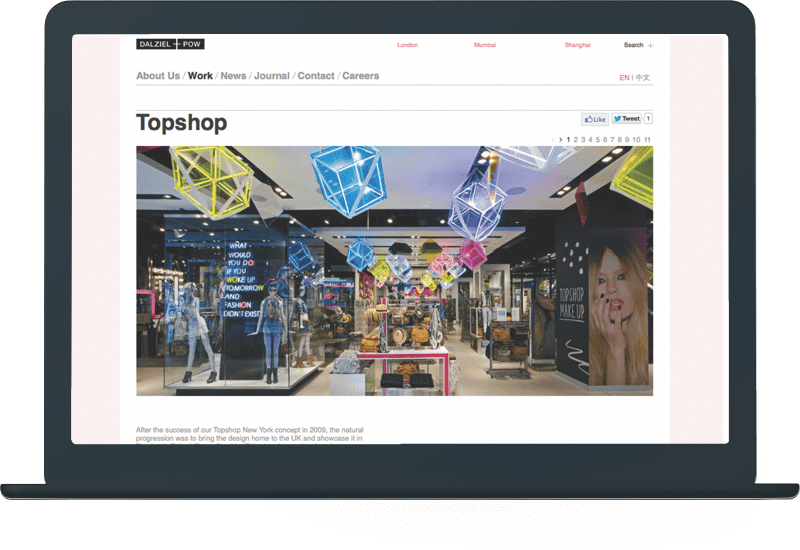 DALZIEL + POW
London
Mumbai
Shanghai
Search +
About Us / Work / News / Journal / Contact / Careers
EN | 中文
Topshop
Like
Tweet
1
< > 1 2 3 4 5 6 7 8 9 10 11
WHAT
WOULD
YOU DO
IF YOU
WOKE UP
TOMORROW
AND
FASHION
DIDN'T EXIST
TOPSHOP
MAKE UP
After the success of our Topshop New York concept in 2009, the natural
progression was to bring the design home to the UK and showcase it in